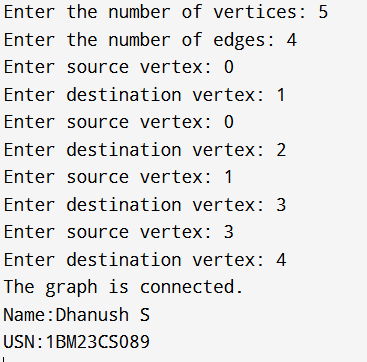 Enter the number of vertices: 5
Enter the number of edges: 4
Enter source vertex: 0
Enter destination vertex: 1
Enter source vertex: 0
Enter destination vertex: 2
Enter source vertex: 1
Enter destination vertex: 3
Enter source vertex: 3
Enter destination vertex: 4
The graph is connected.
Name:Dhanush S
USN:1BM23CS089